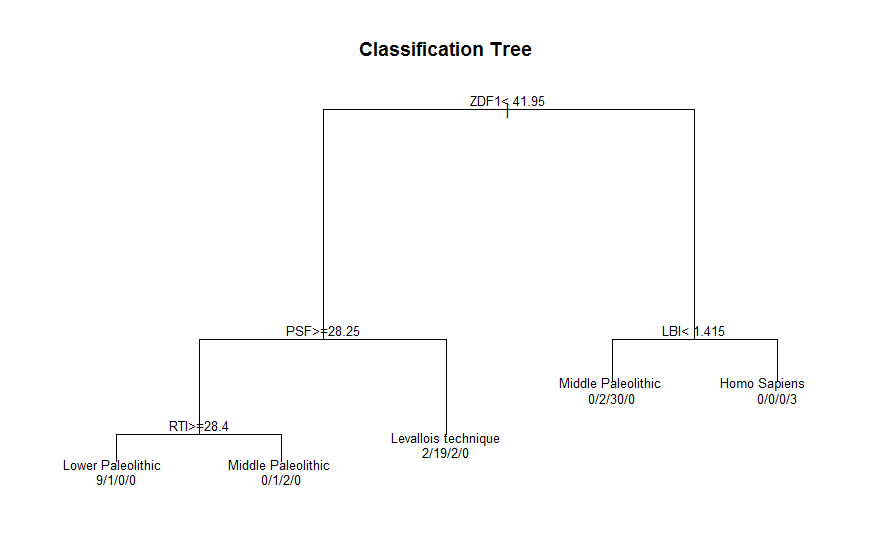 Classification Tree
ZDF1< 41.95
PSF>=28.25
LBI< 1.415
RTI>=28.4
Lower Paleolithic
9/1/0/0
Middle Paleolithic
0/1/2/0
Levallois technique
2/19/2/0
Middle Paleolithic
0/2/30/0
Homo Sapiens
0/0/0/3